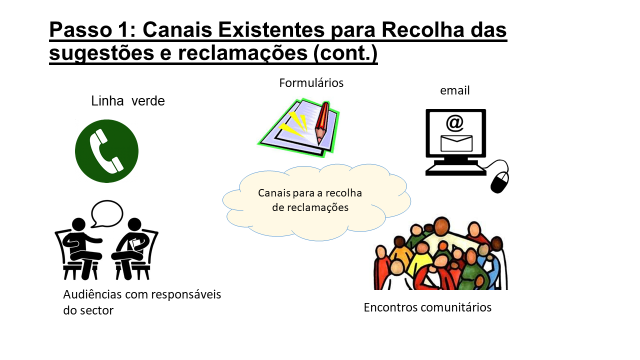 Passo 1: Canais Existentes para Recolha das
sugestões e reclamações (cont.)
Formulários
email
Linha verde
@
Canais para a recolha
de reclamações
Audiências com responsáveis
do sector
Encontros comunitários